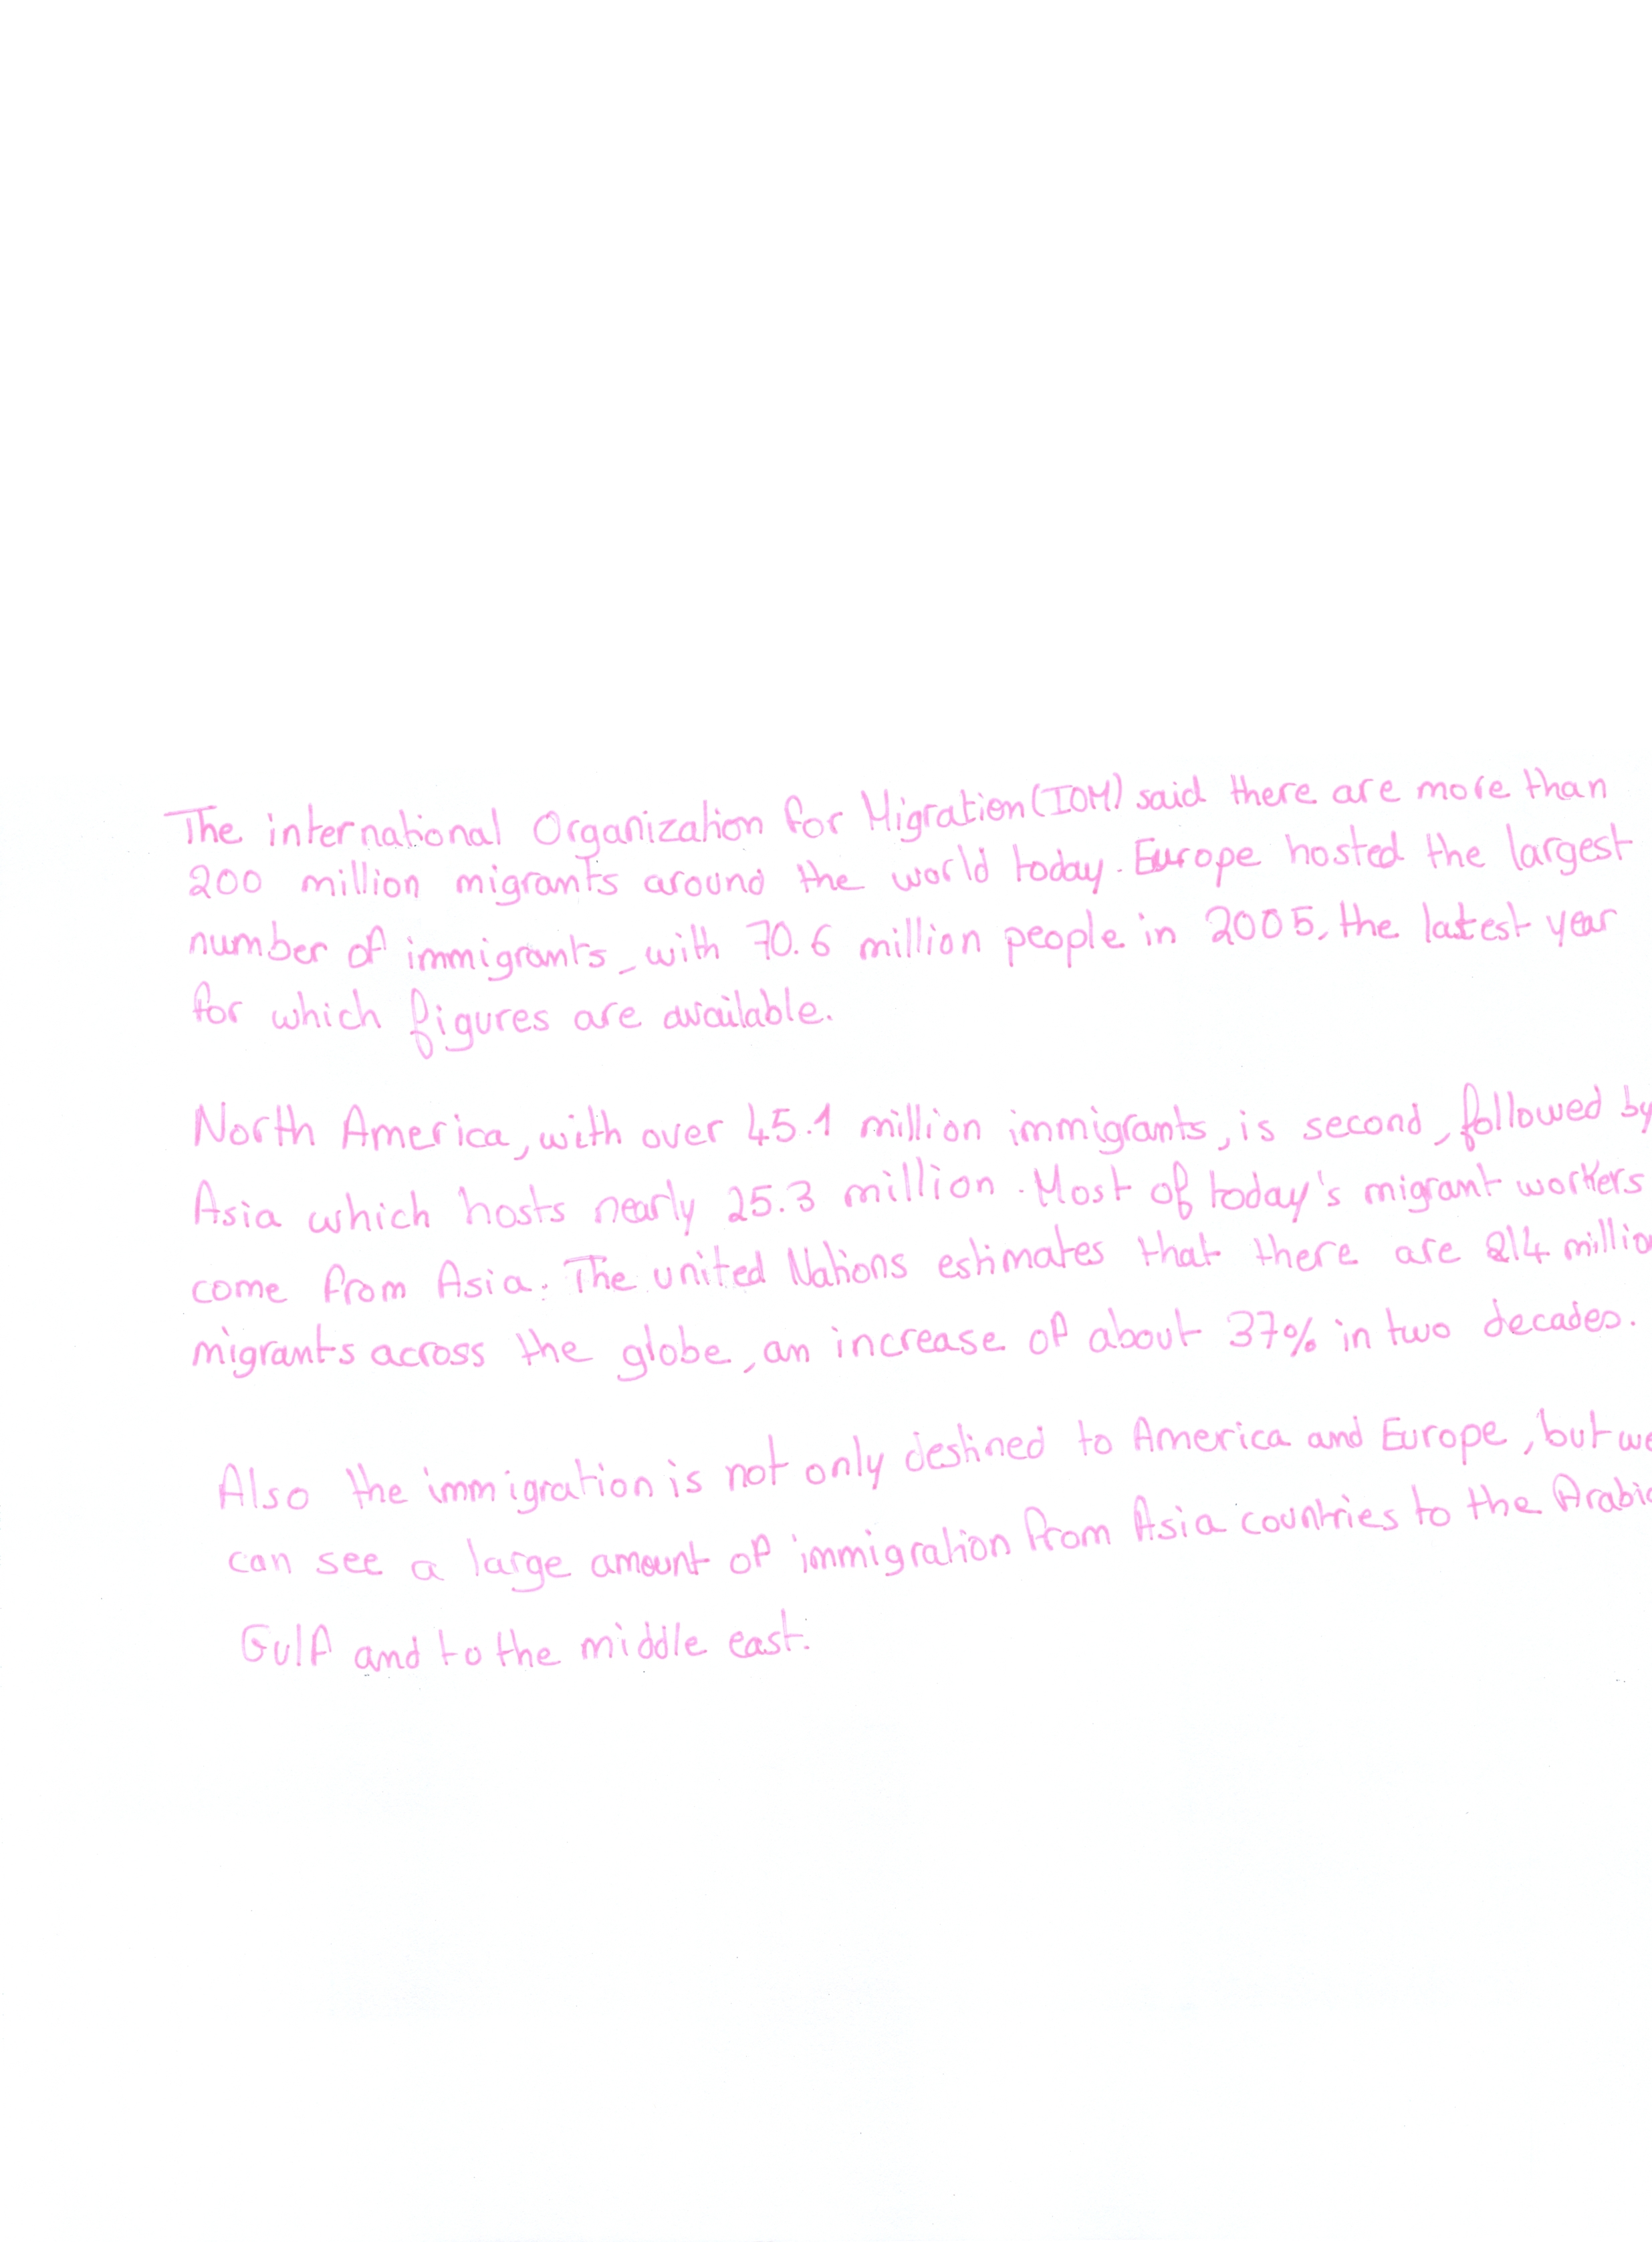 The international Organization for Migration (IOM) said there are more than
200 million migrants around the world today. Europe hosted the largest
number of immigrants, with 70.6 million people in 2005, the latest year
for which figures are available.
North America, with over 45.1 million immigrants, is second, followed by
Asia which hosts nearly 25.3 million. Most of today's migrant workers
come from Asia. The united Nations estimates that there are 214 millio
migrants across the globe, an increase of about 37% in two decades.
Also the immigration is not only destined to America and Europe, but we
can see a large amount of immigration from Asia countries to the Arabic
Gulf and to the middle east.